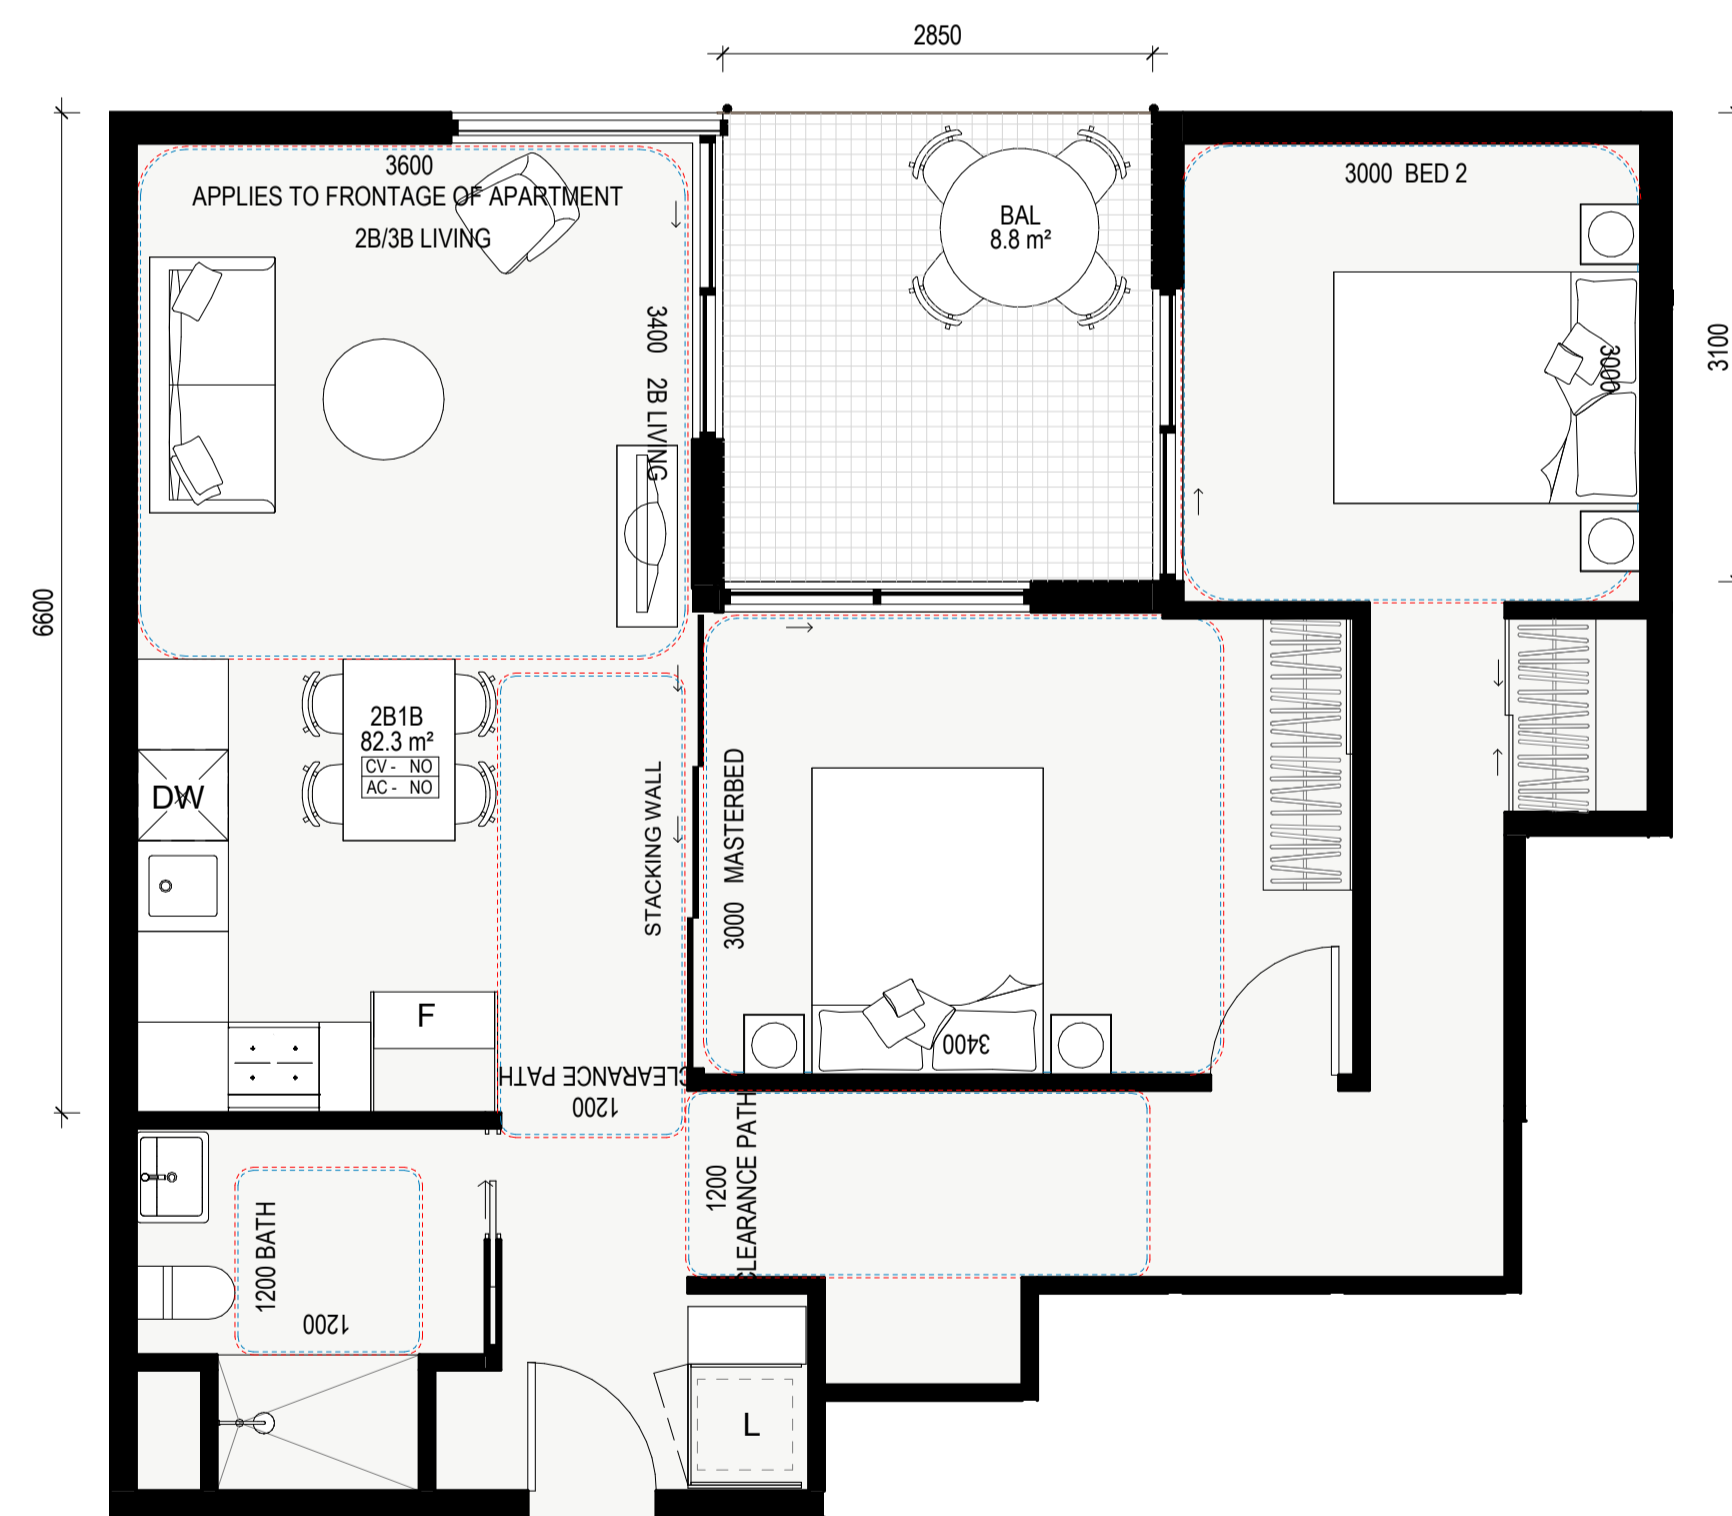 2850
3600
APPLIES TO FRONTAGE OF APARTMENT
2B/3B LIVING
3400 2B LIVING
BAL
8.8 m²
3000 BED 2
3000
3100
6600
2B1B
82.3 m²
CV - NO
AC - NO
DW
F
STACKING WALL
3000 MASTERBED
3400
CLEARANCE PATH
1200
1200
CLEARANCE PATH
1200 BATH
1200
L